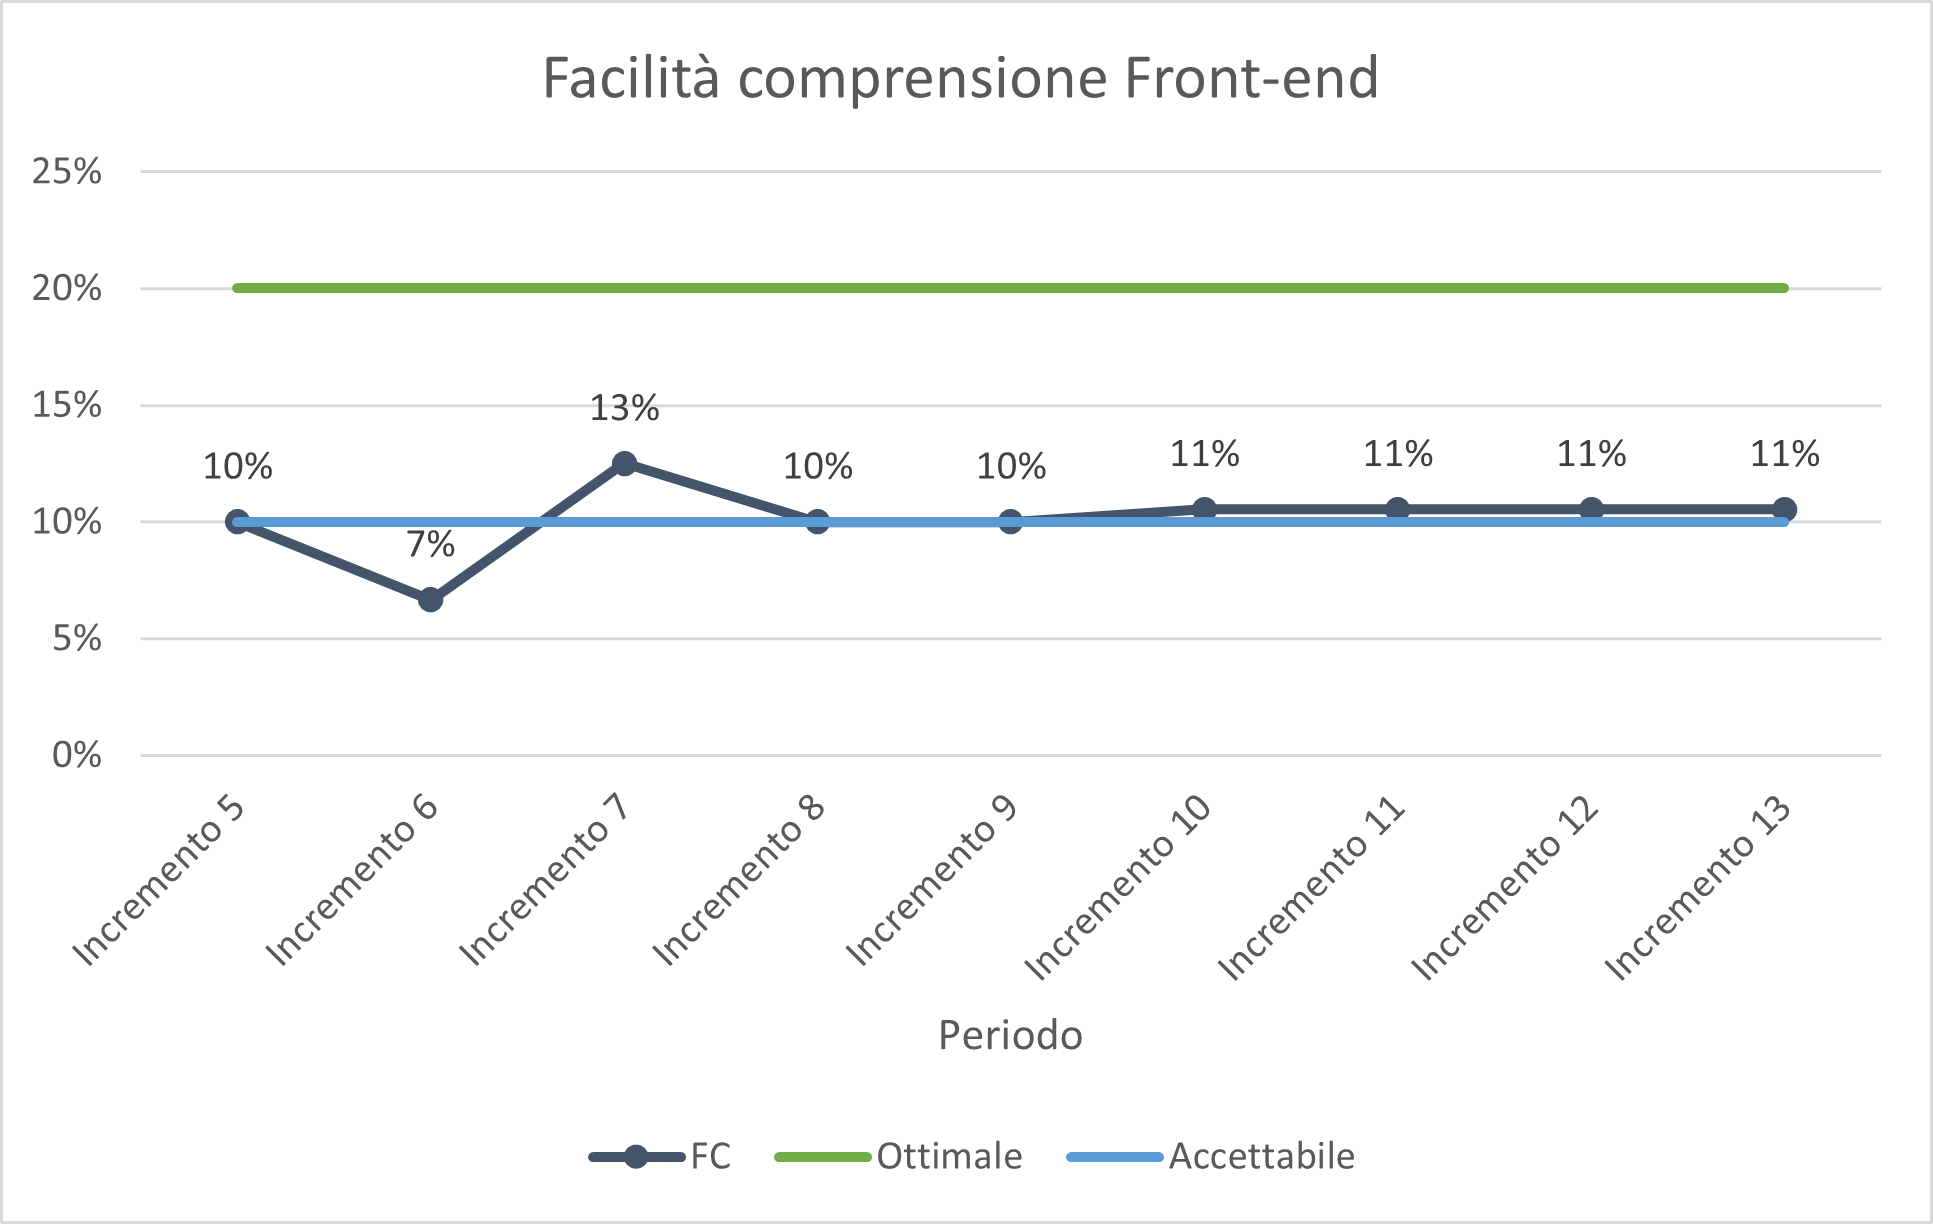 Facilità comprensione Front-end
25%
20%
15%
10%
5%
0%
10%
7%
13%
10%
10%
11%
11%
11%
11%
Incremento 5
Incremento 6
Incremento 7
Incremento 8
Incremento 9
Incremento 10
Incremento 11
Incremento 12
Incremento 13
Periodo
FC Ottimale Accettabile